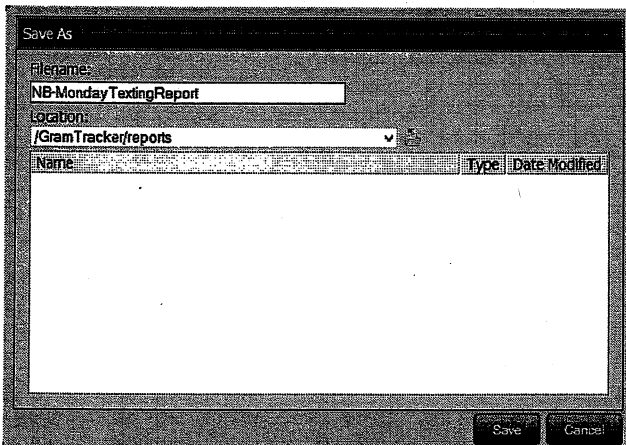 Save As
Filename:
NB-MondayTextingReport
Location:
/GramTracker/reports
Name Type Date Modified
Save Cancel